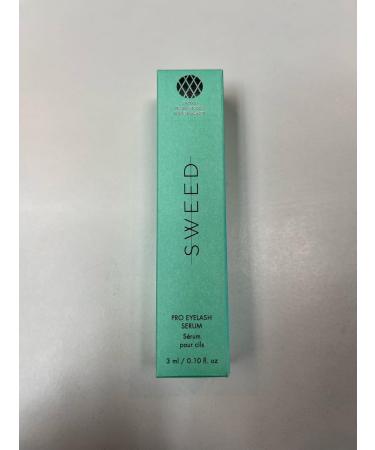 SWEED
PRO EYELASH
SERUM
Sérum
pour cils
3 ml / 0.10 fl. oz